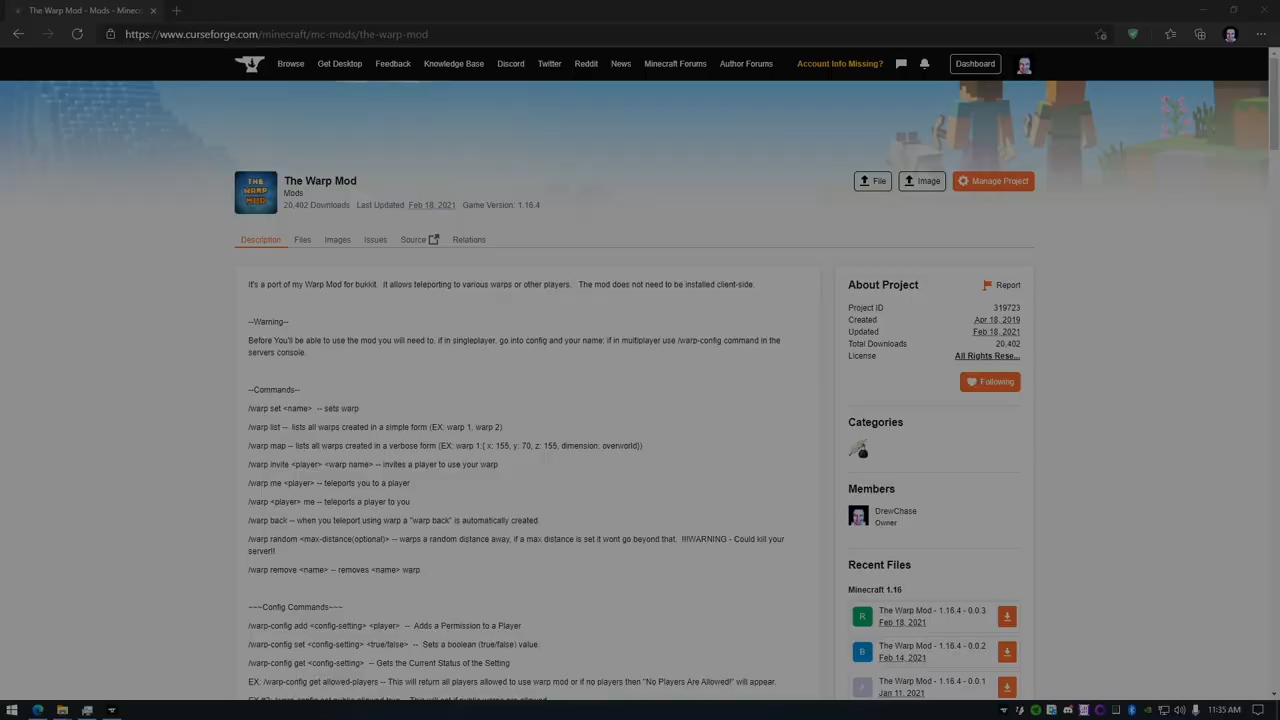 The Warp Mod - Mods - Minec
https://www.curseforge.com/minecraft/mc-mods/the-warp-mod
Browse Get Desktop Feedback Knowledge Base Discord Twitter Reddit News Minecraft Forums Author Forums Account Info Missing? Dashboard
THE WARP MOD
The Warp Mod
Mods
20,402 Downloads Last Updated Feb 18, 2021 Game Version: 1.16.4
File Image Manage Project
Description Files Images Issues Source Relations
It's a port of my Warp Mod for bukkit. It allows teleporting to various warps or other players. The mod does not need to be installed client-side.
--Warning--
Before You'll be able to use the mod you will need to, if in singleplayer, go into config and your name; if in multiplayer use /warp-config command in the
servers console.
--Commands--
/warp set <name> -- sets warp
/warp list -- lists all warps created in a simple form (EX: warp 1, warp 2)
/warp map -- lists all warps created in a verbose form (EX: warp 1:{ x: 155, y: 70, z: 155, dimension: overworld})
/warp invite <player> <warp name> -- invites a player to use your warp
/warp me <player> -- teleports you to a player
/warp <player> me -- teleports a player to you
/warp back -- when you teleport using warp a "warp back" is automatically created.
/warp random <max-distance(optional)> -- warps a random distance away, if a max distance is set it wont go beyond that. !!!WARNING - Could kill your
server!!
/warp remove <name> -- removes <name> warp
~~~Config Commands~~~
/warp-config add <config-setting> <player> -- Adds a Permission to a Player
/warp-config set <config-setting> <true/false> -- Sets a boolean (true/false) value.
/warp-config get <config-setting> -- Gets the Current Status of the Setting
EX: /warp-config get allowed-players -- This will return all players allowed to use warp mod or if no players then "No Players Are Allowed!" will appear.
About Project
Report
Project ID 319723
Created Apr 18, 2019
Updated Feb 18, 2021
Total Downloads 20,402
License All Rights Rese...
Following
Categories
Members
DrewChase
Owner
Recent Files
Minecraft 1.16
R The Warp Mod - 1.16.4 - 0.0.3
Feb 18, 2021
B The Warp Mod - 1.16.4 - 0.0.2
Feb 14, 2021
The Warp Mod - 1.16.4 - 0.0.1
Jan 11, 2021
11:35 AM